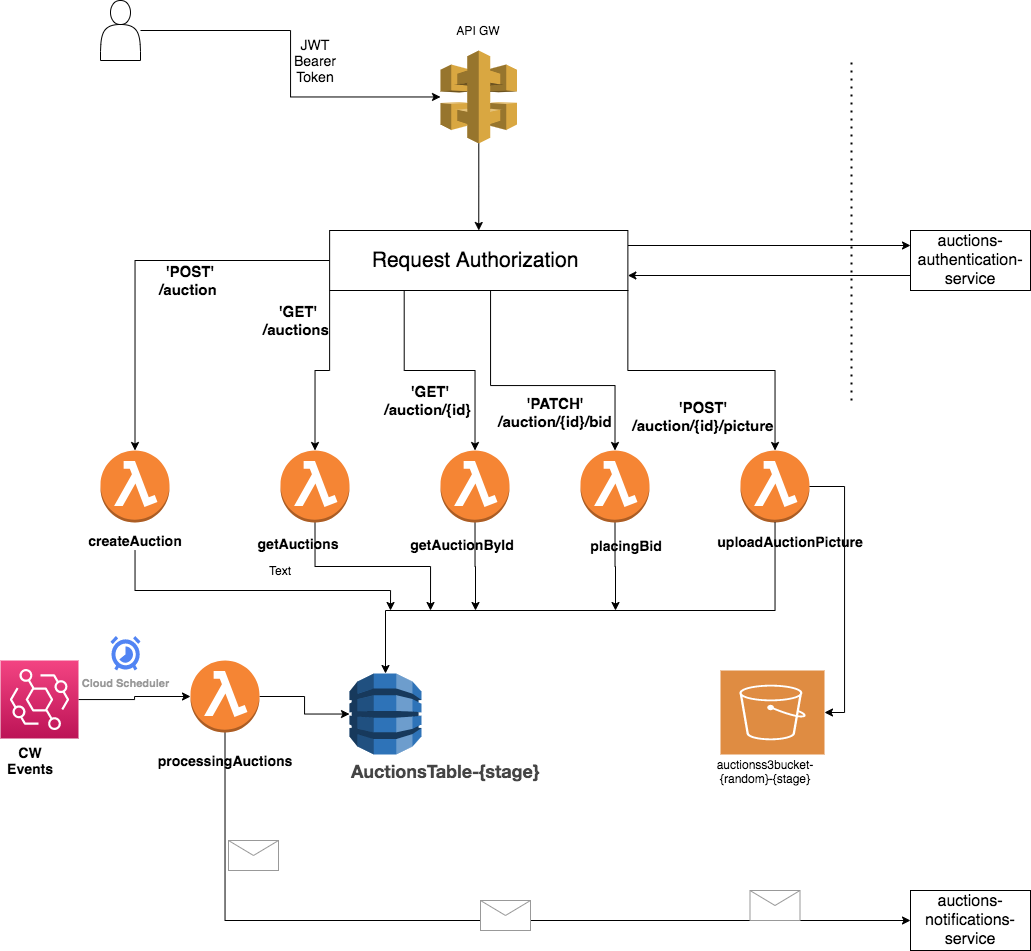 API GW
JWT
Bearer
Token
Request Authorization
auctions-
authentication-
service
'POST'
/auction
'GET'
/auctions
'GET'
/auction/{id}
'PATCH'
/auction/{id}/bid
'POST'
/auction/{id}/picture
createAuction
getAuctions
getAuctionById
placingBid
uploadAuctionPicture
Text
Cloud Scheduler
CW
Events
processingAuctions
AuctionsTable-{stage}
auctionss3bucket-
{random}-{stage}
auctions-
notifications-
service